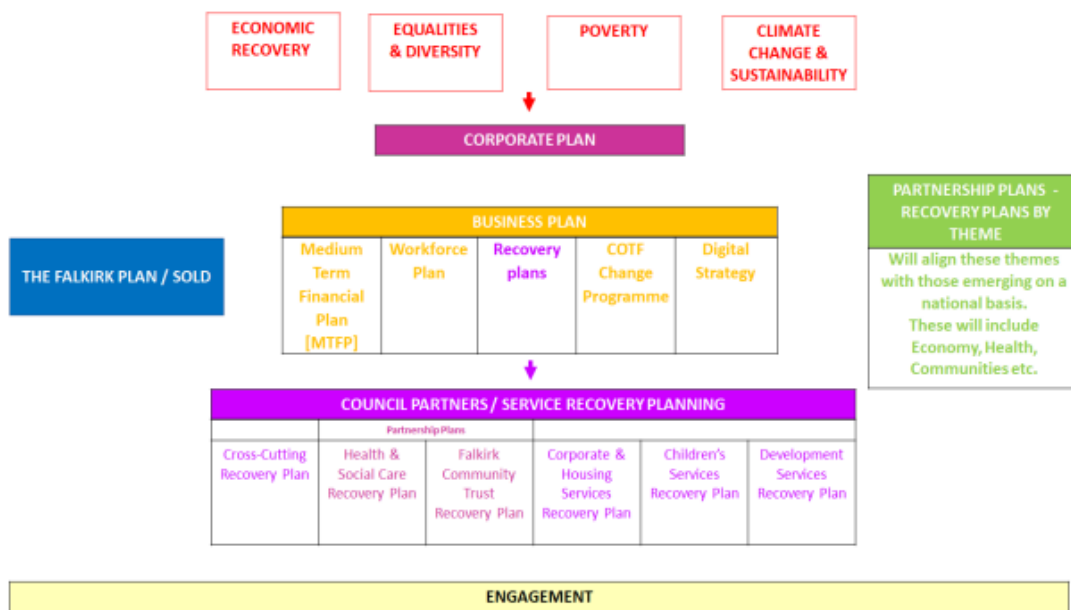 ECONOMIC
RECOVERY
EQUALITIES
& DIVERSITY
POVERTY
CLIMATE
CHANGE &
SUSTAINABILITY
CORPORATE PLAN
PARTNERSHIP PLANS -
RECOVERY PLANS BY
THEME
Will align these themes
with those emerging on a
national basis.
These will include
Economy, Health,
Communities etc.
THE FALKIRK PLAN / SOLD
BUSINESS PLAN
Medium
Term
Financial
Plan
[MTFP]
Workforce
Plan
Recovery
plans
COTF
Change
Programme
Digital
Strategy
COUNCIL PARTNERS / SERVICE RECOVERY PLANNING
Partnership Plans
Cross-Cutting
Recovery Plan
Health &
Social Care
Recovery Plan
Falkirk
Community
Trust
Recovery Plan
Corporate &
Housing
Services
Recovery Plan
Children's
Services
Recovery Plan
Development
Services
Recovery Plan
ENGAGEMENT